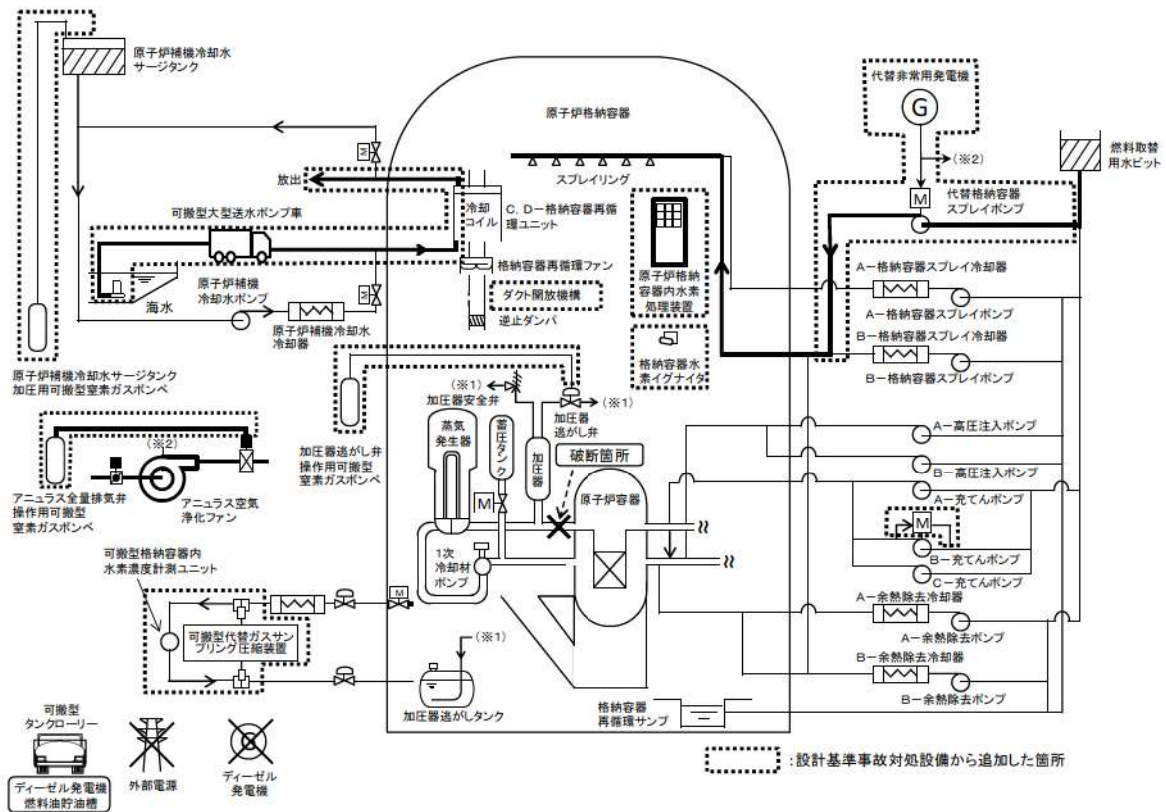 原子炉補機冷却水
サージタンク
原子炉格納容器
代替非常用発電機
G
(※2)
燃料取替
用水ピット
M
放出
スプレイリング
M
代替格納容器
スプレイポンプ
冷却
コイル
C, D-格納容器再循
環ユニット
可搬型大型送水ポンプ車
格納容器再循環ファン
原子炉格納
容器内水素
処理装置
A-格納容器スプレイ冷却器
A-格納容器スプレイポンプ
海水
原子炉補機
冷却水ポンプ
M
ダクト開放機構
逆止ダンパ
原子炉補機冷却水
冷却器
B-格納容器スプレイ冷却器
B-格納容器スプレイポンプ
格納容器水
素イグナイタ
原子炉補機冷却水サージタンク
加圧用可搬型窒素ガスボンベ
(※1)
加圧器安全弁
(※1)
加圧器
逃がし弁
蒸気
発生器
蓄圧タンク
加圧器
破断箇所
A-高圧注入ポンプ
B-高圧注入ポンプ
加圧器逃がし弁
操作用可搬型
窒素ガスボンベ
(※2)
アニュラス全量排気弁
操作用可搬型
窒素ガスボンベ
アニュラス空気
浄化ファン
M
原子炉容器
A-充てんポンプ
M
B-充てんポンプ
C-充てんポンプ
1次
冷却材
ポンプ
可搬型格納容器内
水素濃度計測ユニット
M
A-余熱除去冷却器
A-余熱除去ポンプ
可搬型代替ガスサン
プリング圧縮装置
(※1)
B-余熱除去冷却器
B-余熱除去ポンプ
加圧器逃がしタンク
格納容器
再循環サンプ
可搬型
タンクローリー
ディーゼル発電機
燃料油貯油槽
外部電源
ディーゼル
発電機
:設計基準事故対処設備から追加した箇所